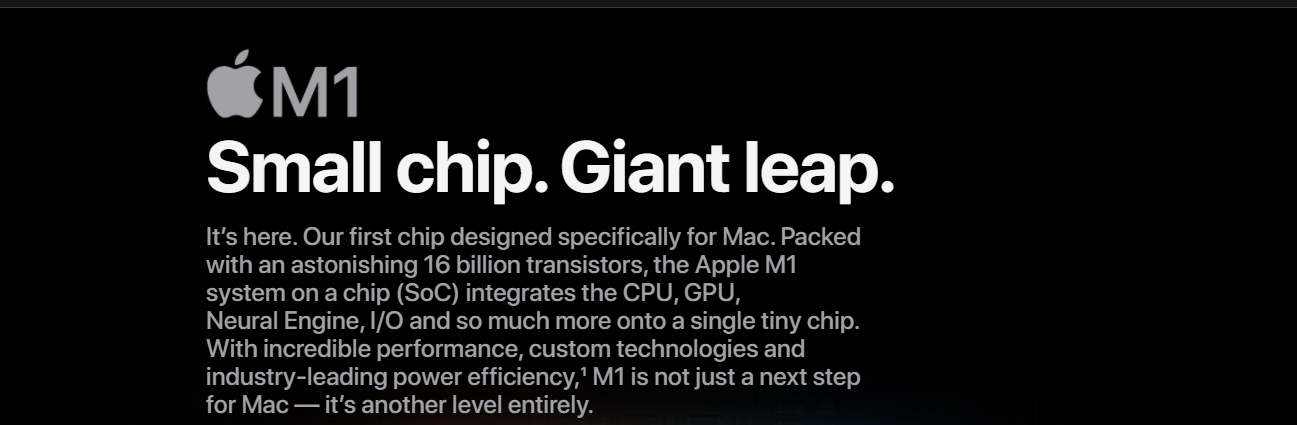 M1
Small chip. Giant leap.
It’s here. Our first chip designed specifically for Mac. Packed
with an astonishing 16 billion transistors, the Apple M1
system on a chip (SoC) integrates the CPU, GPU,
Neural Engine, I/O and so much more onto a single tiny chip.
With incredible performance, custom technologies and
industry-leading power efficiency,¹ M1 is not just a next step
for Mac — it’s another level entirely.